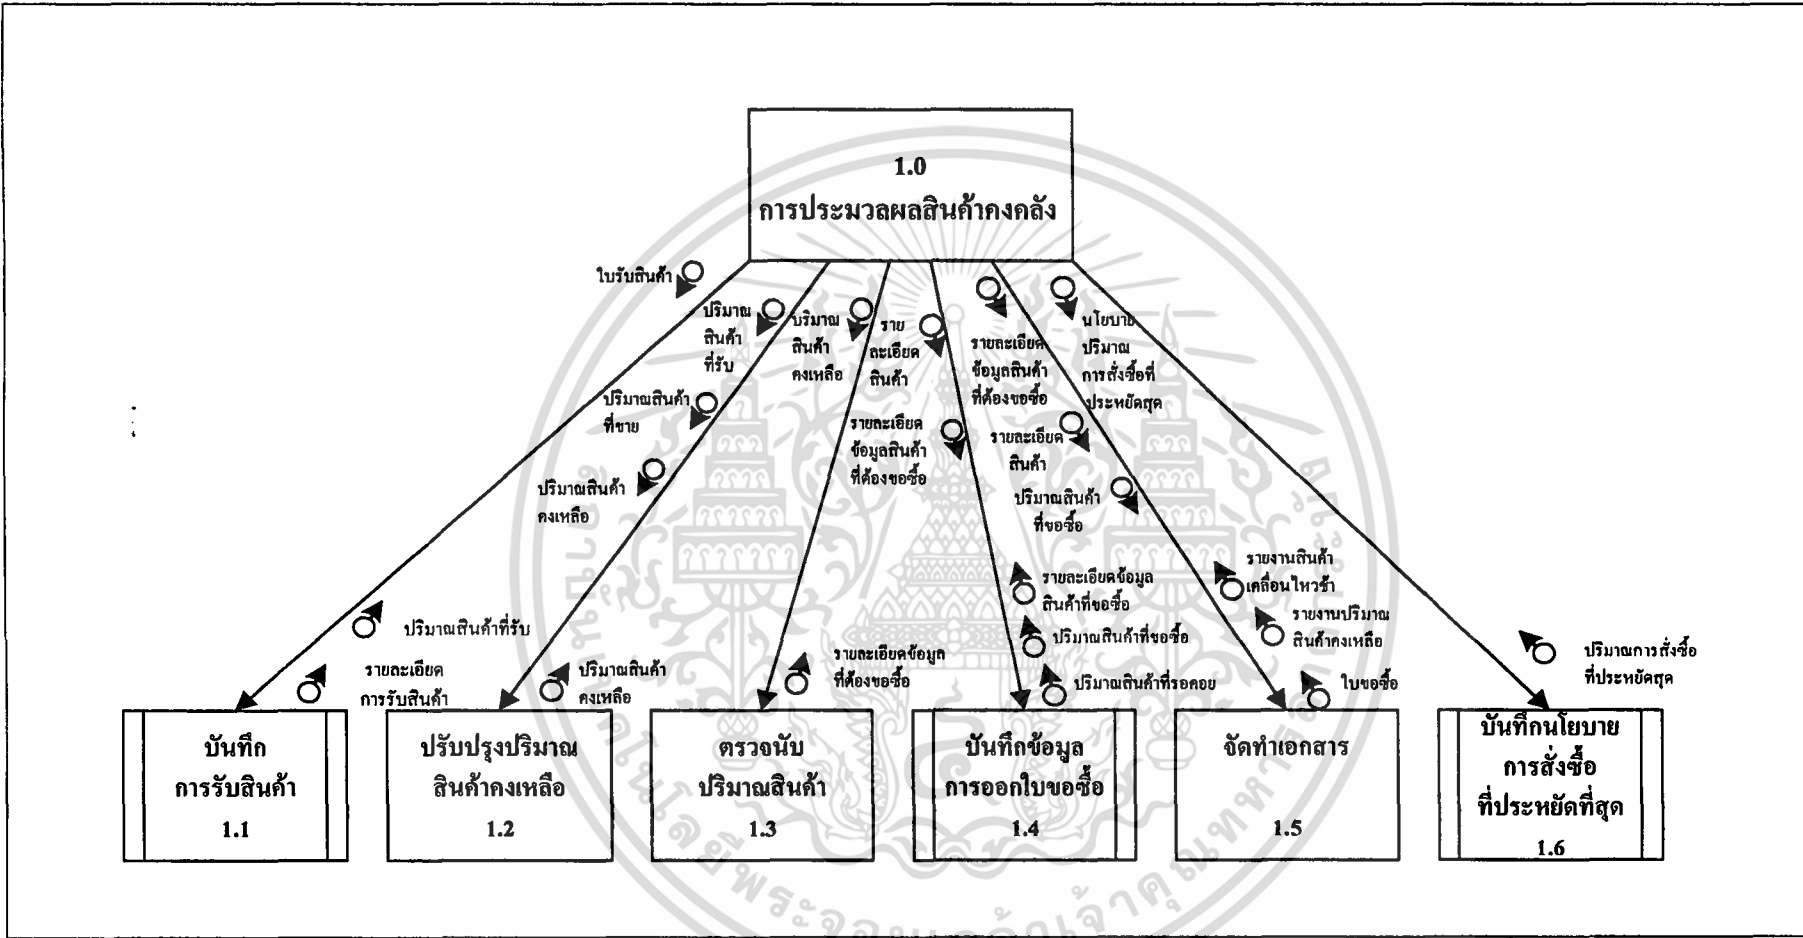 1.0
การประมวลผลสินค้าคงคลัง
ใบรับสินค้า
ปริมาณ
สินค้า
ที่รับ
ปริมาณสินค้า
ที่ขาย
ปริมาณสินค้า
คงเหลือ
ปริมาณ
สินค้า
คงเหลือ
ราย
ละเอียด
สินค้า
รายละเอียด
ข้อมูลสินค้า
ที่ต้องขอซื้อ
รายละเอียด
ข้อมูลสินค้า
ที่ต้องขอซื้อ
รายละเอียด
สินค้า
ปริมาณสินค้า
ที่ขอซื้อ
นโยบาย
ปริมาณ
การสั่งซื้อที่
ประหยัดสุด
ปริมาณสินค้าที่รับ
รายละเอียด
การรับสินค้า
ปริมาณสินค้า
คงเหลือ
รายละเอียดข้อมูล
ที่ต้องขอซื้อ
รายละเอียดข้อมูล
สินค้าที่ขอซื้อ
ปริมาณสินค้าที่ขอซื้อ
ปริมาณสินค้าที่รอคอย
รายงานสินค้า
เคลื่อนไหวช้า
รายงานปริมาณ
สินค้าคงเหลือ
ใบขอซื้อ
ปริมาณการสั่งซื้อ
ที่ประหยัดสุด
บันทึก
การรับสินค้า
1.1
ปรับปรุงปริมาณ
สินค้าคงเหลือ
1.2
ตรวจนับ
ปริมาณสินค้า
1.3
บันทึกข้อมูล
การออกใบขอซื้อ
1.4
จัดทำเอกสาร
1.5
บันทึกนโยบาย
การสั่งซื้อ
ที่ประหยัดที่สุด
1.6